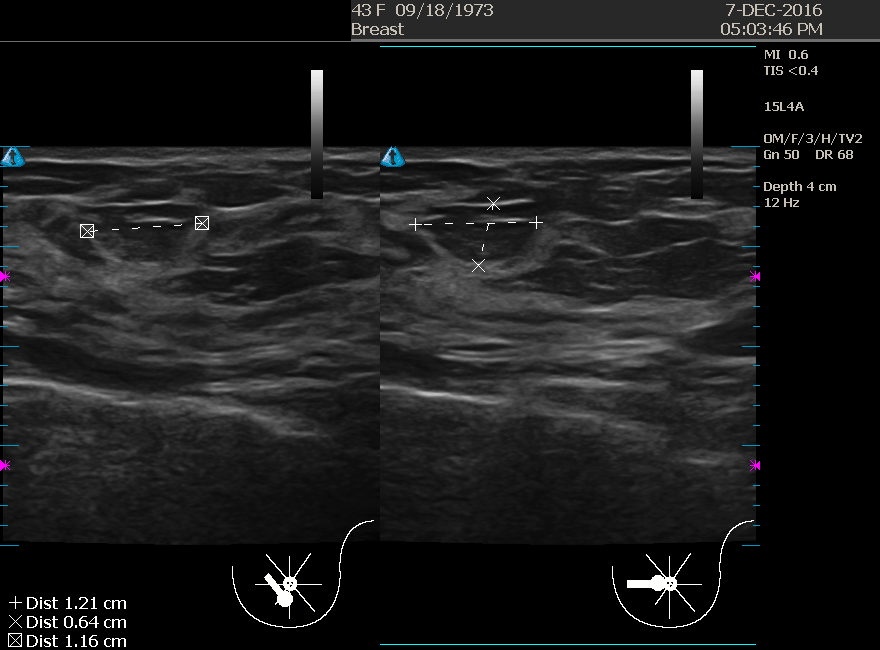 43 F 09/18/1973 7-DEC-2016
Breast 05:03:46 PM
MI 0.6
TIS <0.4
15L4A
OM/F/3/H/TV2
Gn 50 DR 68
Depth 4 cm
12 Hz
Dist 1.21 cm
Dist 0.64 cm
Dist 1.16 cm